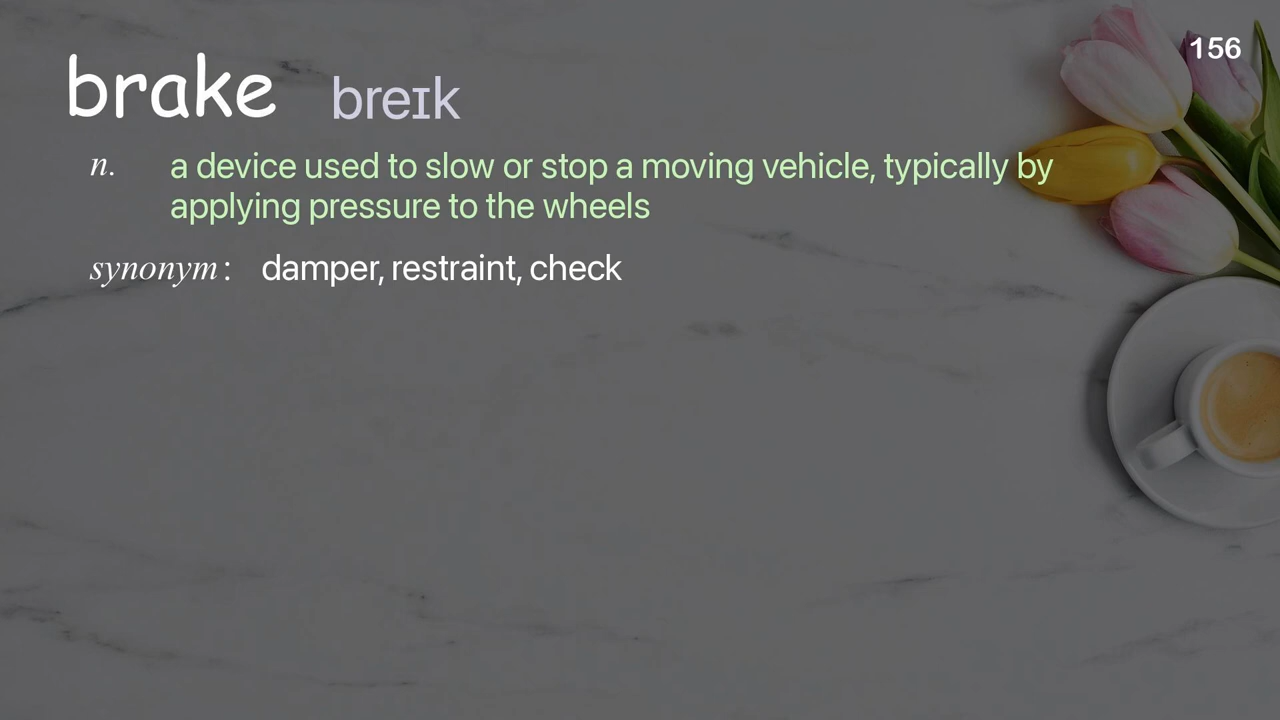 156
brake breɪk
n. a device used to slow or stop a moving vehicle, typically by
applying pressure to the wheels
synonym: damper, restraint, check